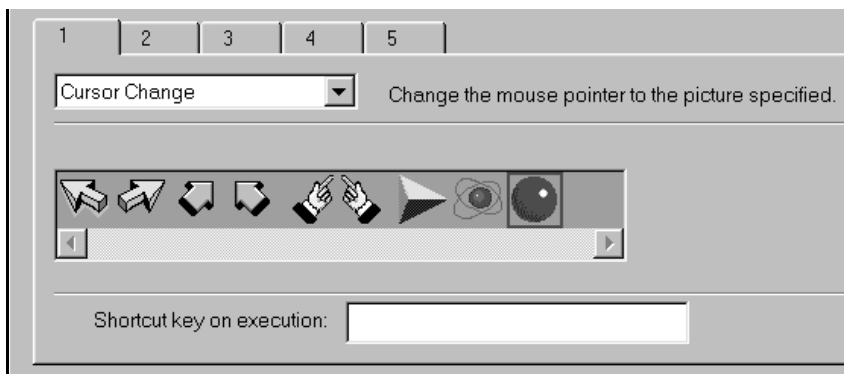 1 2 3 4 5
Cursor Change
Change the mouse pointer to the picture specified.
Shortcut key on execution: